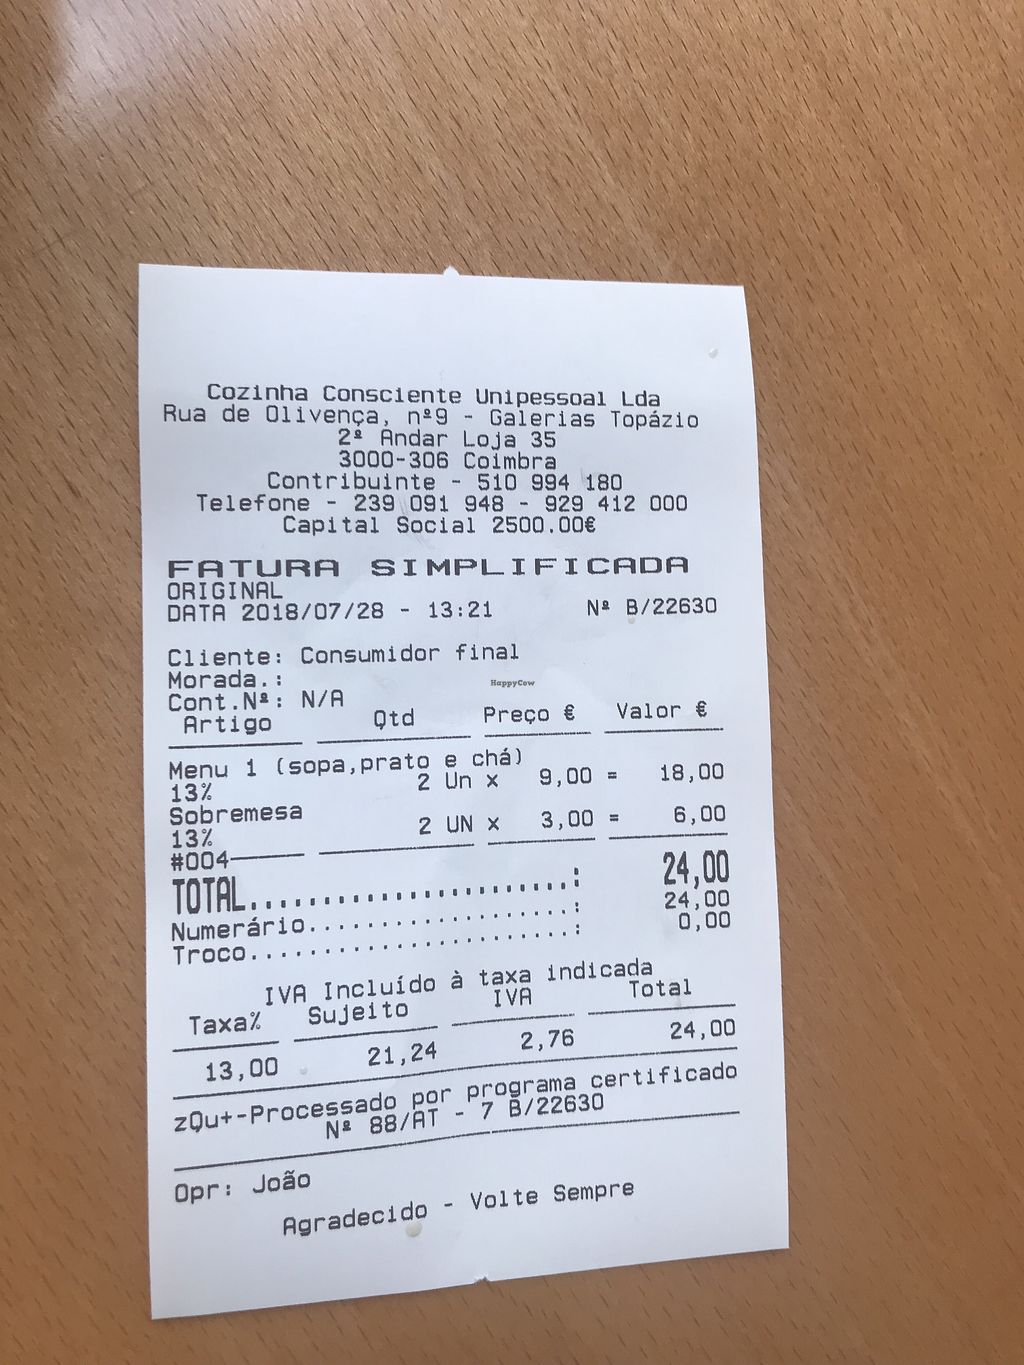 Cozinha Consciente Unipessoal Lda
Rua de Olivença, nº9 - Galerias Topázio
2º Andar Loja 35
3000-306 Coimbra
Contribuinte - 510 994 180
Telefone - 239 091 948 - 929 412 000
Capital Social 2500.00€
FATURA SIMPLIFICADA
ORIGINAL
DATA 2018/07/28 - 13:21 Nº B/22630
Cliente: Consumidor final
Morada.:
HappyCow
Cont.Nº: N/A
Artigo Qtd Preço € Valor €
Menu 1 (sopa,prato e chá)
13% 2 Un x 9,00 = 18,00
Sobremesa
13% 2 UN x 3,00 = 6,00
#004
TOTAL.....................: 24,00
Numerário..................: 24,00
Troco......................: 0,00
IVA Incluído à taxa indicada
Taxa% Sujeito IVA Total
13,00 21,24 2,76 24,00
zQu+-Processado por programa certificado
Nº 88/AT - 7 B/22630
Opr: João
Agradecido - Volte Sempre